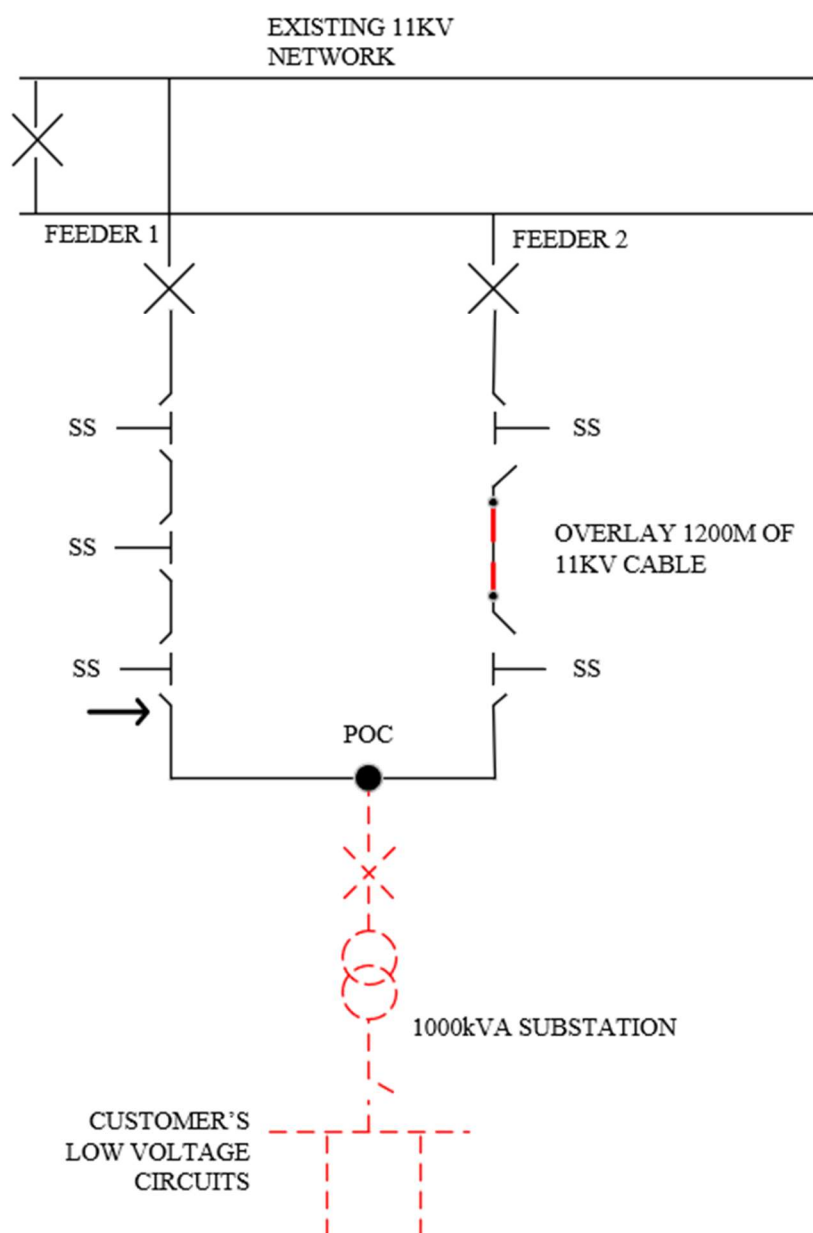 EXISTING 11KV
NETWORK
FEEDER 1
FEEDER 2
SS
SS
SS
OVERLAY 1200M OF
11KV CABLE
SS
SS
POC
1000kVA SUBSTATION
CUSTOMER'S
LOW VOLTAGE
CIRCUITS